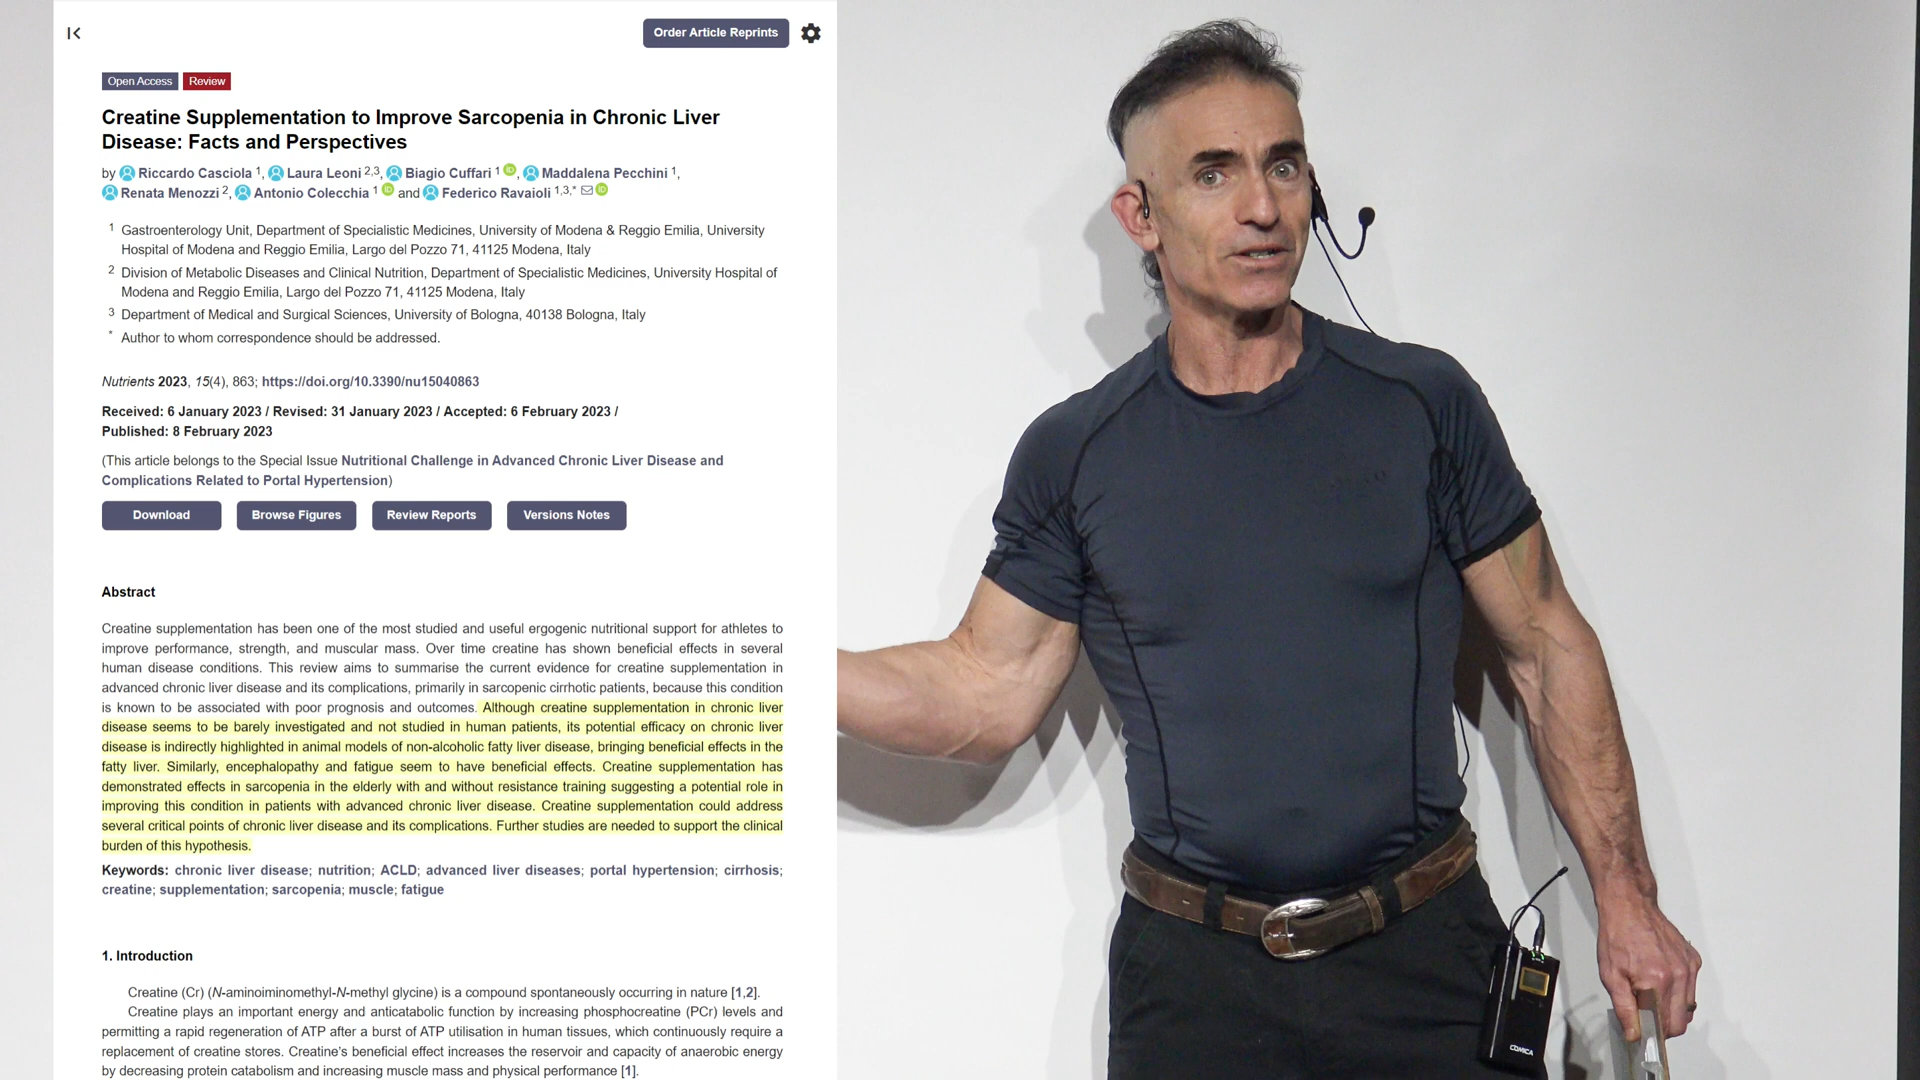 Order Article Reprints
Open Access Review
Creatine Supplementation to Improve Sarcopenia in Chronic Liver
Disease: Facts and Perspectives
by Riccardo Casciola 1, Laura Leoni 2,3, Biagio Cuffari 1 iD, Maddalena Pecchini 1,
Renata Menozzi 2, Antonio Colecchia 1 iD and Federico Ravaioli 1,3,* iD
1 Gastroenterology Unit, Department of Specialistic Medicines, University of Modena & Reggio Emilia, University
Hospital of Modena and Reggio Emilia, Largo del Pozzo 71, 41125 Modena, Italy
2 Division of Metabolic Diseases and Clinical Nutrition, Department of Specialistic Medicines, University Hospital of
Modena and Reggio Emilia, Largo del Pozzo 71, 41125 Modena, Italy
3 Department of Medical and Surgical Sciences, University of Bologna, 40138 Bologna, Italy
* Author to whom correspondence should be addressed.
Nutrients 2023, 15(4), 863; https://doi.org/10.3390/nu15040863
Received: 6 January 2023 / Revised: 31 January 2023 / Accepted: 6 February 2023 /
Published: 8 February 2023
(This article belongs to the Special Issue Nutritional Challenge in Advanced Chronic Liver Disease and
Complications Related to Portal Hypertension)
Download Browse Figures Review Reports Versions Notes
Abstract
Creatine supplementation has been one of the most studied and useful ergogenic nutritional support for athletes to
improve performance, strength, and muscular mass. Over time creatine has shown beneficial effects in several
human disease conditions. This review aims to summarise the current evidence for creatine supplementation in
advanced chronic liver disease and its complications, primarily in sarcopenic cirrhotic patients, because this condition
is known to be associated with poor prognosis and outcomes. Although creatine supplementation in chronic liver
disease seems to be barely investigated and not studied in human patients, its potential efficacy on chronic liver
disease is indirectly highlighted in animal models of non-alcoholic fatty liver disease, bringing beneficial effects in the
fatty liver. Similarly, encephalopathy and fatigue seem to have beneficial effects. Creatine supplementation has
demonstrated effects in sarcopenia in the elderly with and without resistance training suggesting a potential role in
improving this condition in patients with advanced chronic liver disease. Creatine supplementation could address
several critical points of chronic liver disease and its complications. Further studies are needed to support the clinical
burden of this hypothesis.
Keywords: chronic liver disease; nutrition; ACLD; advanced liver diseases; portal hypertension; cirrhosis;
creatine; supplementation; sarcopenia; muscle; fatigue
1. Introduction
Creatine (Cr) (N-aminoiminomethyl-N-methyl glycine) is a compound spontaneously occurring in nature [1,2].
Creatine plays an important energy and anticatabolic function by increasing phosphocreatine (PCr) levels and
permitting a rapid regeneration of ATP after a burst of ATP utilisation in human tissues, which continuously require a
replacement of creatine stores. Creatine's beneficial effect increases the reservoir and capacity of anaerobic energy
by decreasing protein catabolism and increasing muscle mass and physical performance [1].
COMICA